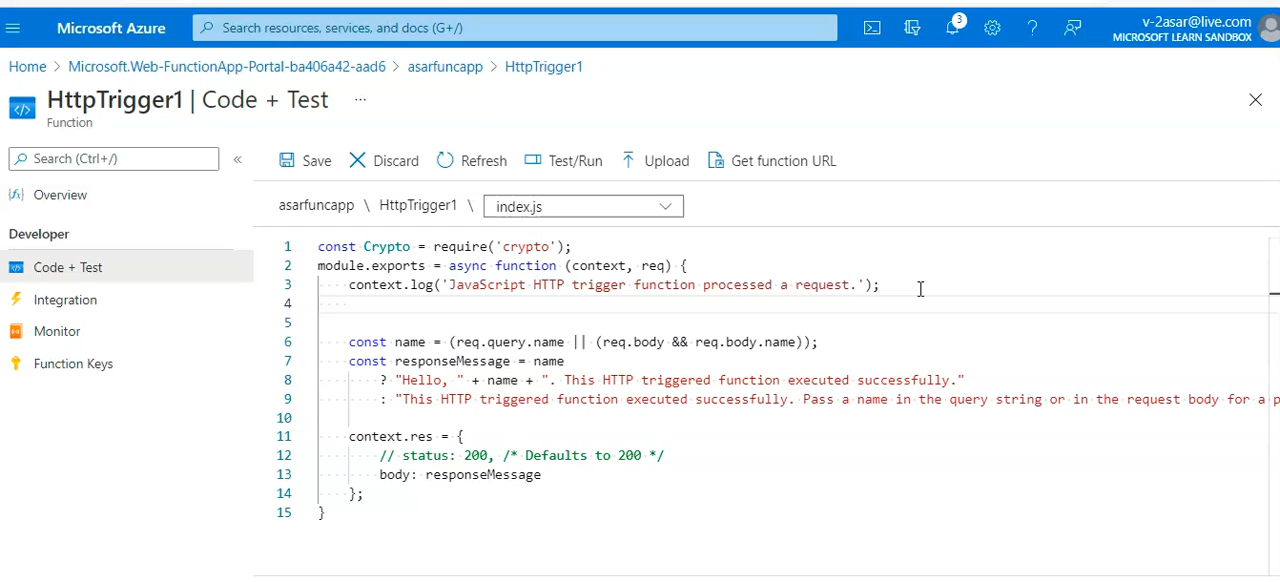 Microsoft Azure
Search resources, services, and docs (G+/)
3
v-2asar@live.com
MICROSOFT LEARN SANDBOX
Home > Microsoft.Web-FunctionApp-Portal-ba406a42-aad6 > asarfuncapp > HttpTrigger1
HttpTrigger1 | Code + Test ...
Function
Search (Ctrl+/) «
Save Discard Refresh Test/Run Upload Get function URL
Overview
Developer
Code + Test
Integration
Monitor
Function Keys
asarfuncapp \ HttpTrigger1 \ index.js
1 const Crypto = require('crypto');
2 module.exports = async function (context, req) {
3 context.log('JavaScript HTTP trigger function processed a request.');
4
5
6 const name = (req.query.name || (req.body && req.body.name));
7 const responseMessage = name
8 ? "Hello, " + name + ". This HTTP triggered function executed successfully."
9 : "This HTTP triggered function executed successfully. Pass a name in the query string or in the request body for a p
10
11 context.res = {
12 // status: 200, /* Defaults to 200 */
13 body: responseMessage
14 };
15 }